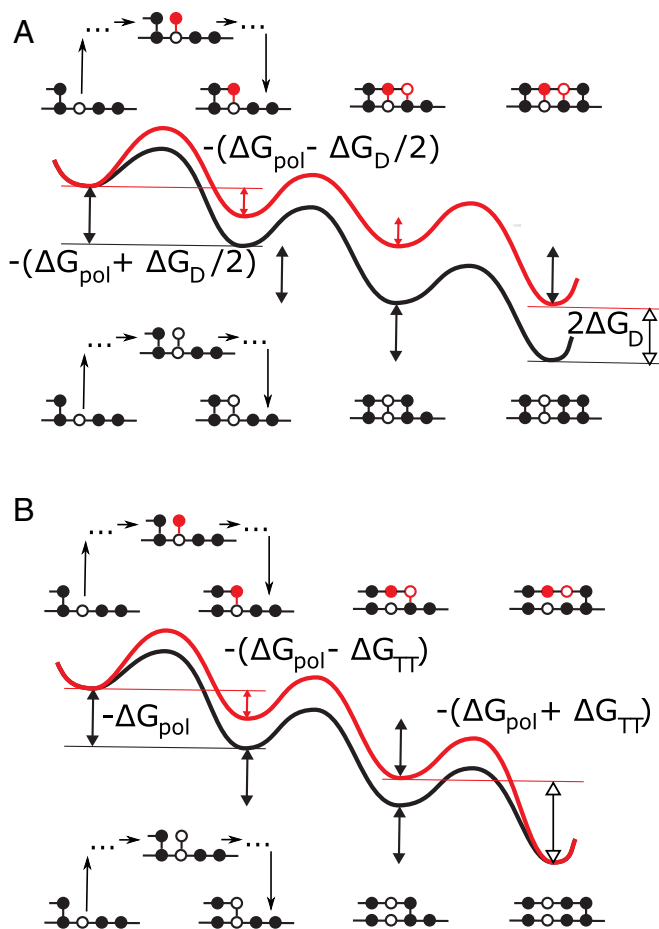 A
... ...
-(ΔG_pol - ΔG_D/2)
-(ΔG_pol + ΔG_D/2)
2ΔG_D
... ...
B
... ...
-(ΔG_pol - ΔG_TT)
-ΔG_pol
-(ΔG_pol + ΔG_TT)
... ...